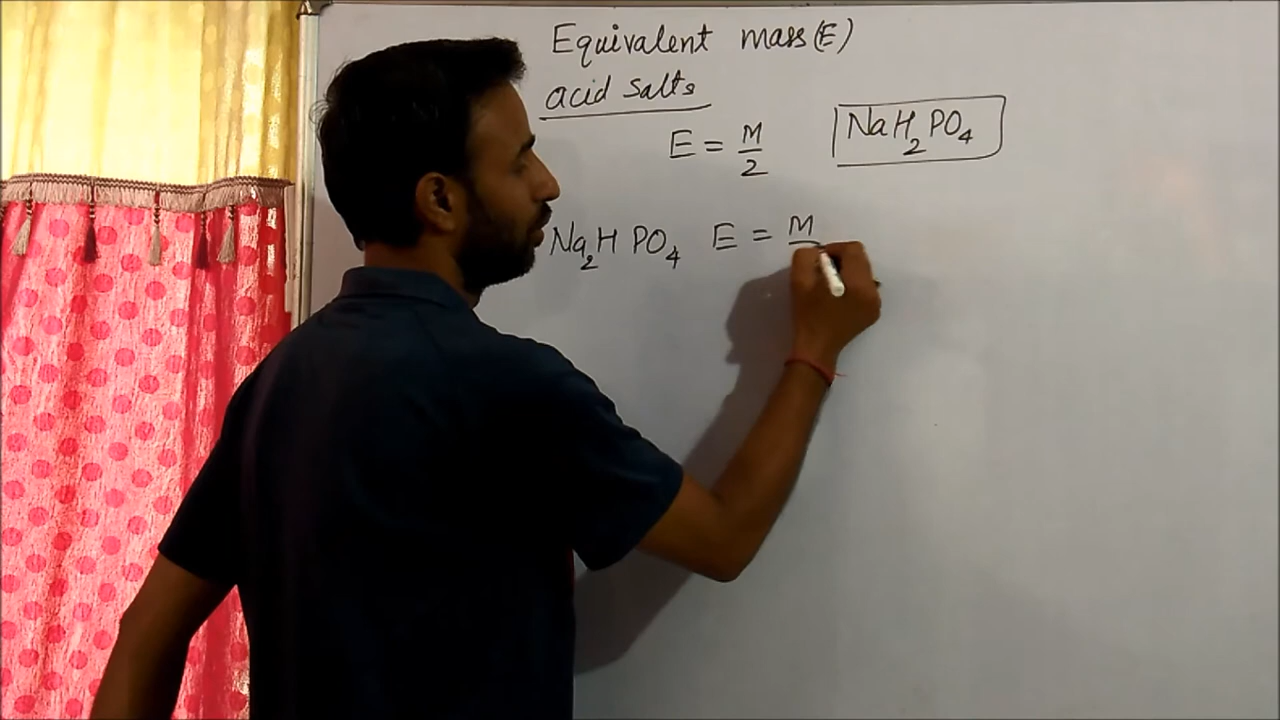 Equivalent mass(E)
acid salts
E = M/2 NaH₂PO₄
Na₂HPO₄ E = M